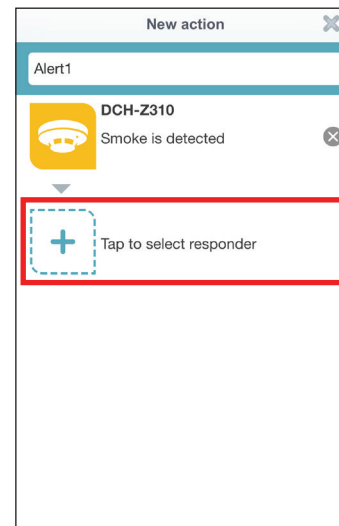 New action
Alert1
DCH-Z310
Smoke is detected
Tap to select responder